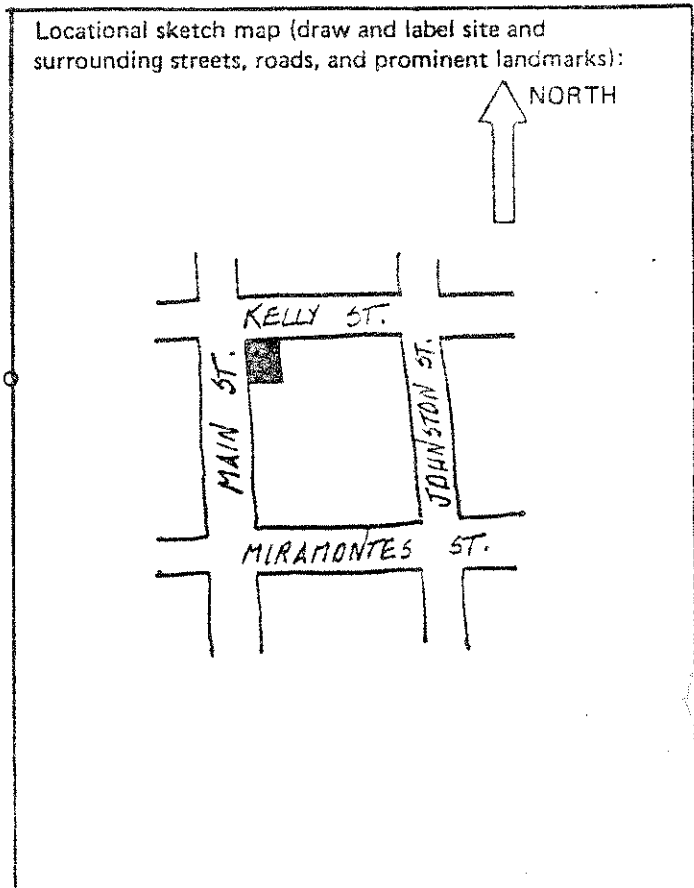 Locational sketch map (draw and label site and
surrounding streets, roads, and prominent landmarks):
NORTH
KELLY ST.
MAIN ST.
JOHNSTON ST.
MIRAMONTES ST.